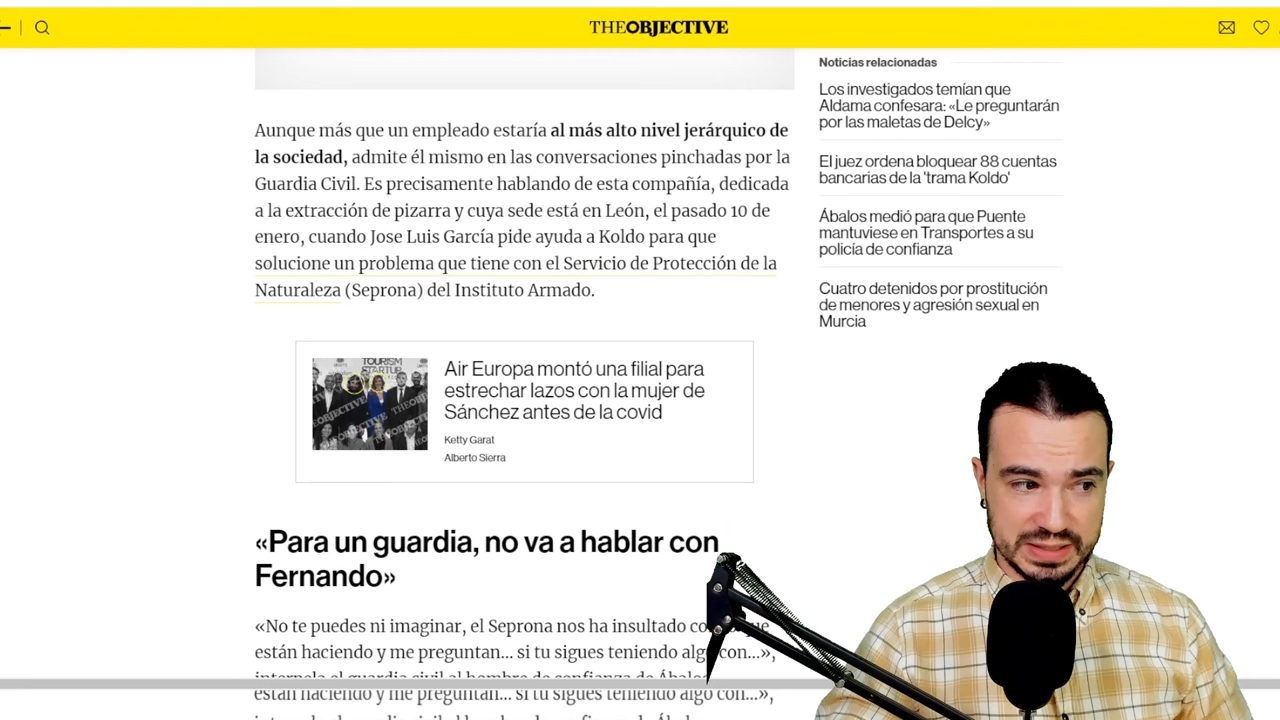 THEOBJECTIVE
Aunque más que un empleado estaría al más alto nivel jerárquico de
la sociedad, admite él mismo en las conversaciones pinchadas por la
Guardia Civil. Es precisamente hablando de esta compañía, dedicada
a la extracción de pizarra y cuya sede está en León, el pasado 10 de
enero, cuando Jose Luis García pide ayuda a Koldo para que
solucione un problema que tiene con el Servicio de Protección de la
Naturaleza (Seprona) del Instituto Armado.
TOURISM
STARTUP
THEOBJECTIVE
Air Europa montó una filial para
estrechar lazos con la mujer de
Sánchez antes de la covid
Ketty Garat
Alberto Sierra
«Para un guardia, no va a hablar con
Fernando»
«No te puedes ni imaginar, el Seprona nos ha insultado
están haciendo y me preguntan... si tu sigues teniendo algo con...»,
están haciendo y me preguntan... si tu sigues teniendo algo con...»,
Noticias relacionadas
Los investigados temían que
Aldama confesara: «Le preguntarán
por las maletas de Delcy»
El juez ordena bloquear 88 cuentas
bancarias de la 'trama Koldo'
Ábalos medió para que Puente
mantuviese en Transportes a su
policía de confianza
Cuatro detenidos por prostitución
de menores y agresión sexual en
Murcia